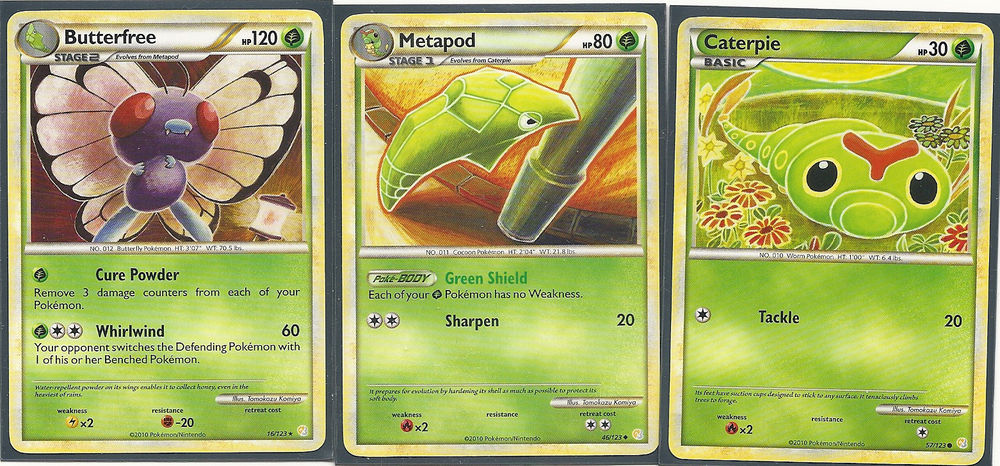 Butterfree
HP 120
STAGE 2 Evolves from Metapod
NO. 012 Butterfly Pokémon HT: 3'07" WT: 70.5 lbs.
Cure Powder
Remove 3 damage counters from each of your
Pokémon.
Whirlwind 60
Your opponent switches the Defending Pokémon with
1 of his or her Benched Pokémon.
Water-repellent powder on its wings enables it to collect honey, even in the
heaviest of rains.
Illus. Tomokazu Komiya
weakness resistance retreat cost
×2 -20
©2010 Pokémon/Nintendo 16/123
Metapod
HP 80
STAGE 1 Evolves from Caterpie
NO. 011 Cocoon Pokémon. HT: 2'04" WT: 21.8 lbs.
Poké-BODY Green Shield
Each of your Pokémon has no Weakness.
Sharpen 20
It prepares for evolution by hardening its shell as much as possible to protect its
soft body.
Illus. Tomokazu Komiya
weakness resistance retreat cost
×2
©2010 Pokémon/Nintendo 46/123
Caterpie
HP 30
BASIC
NO. 010 Worm Pokémon. HT: 1'00" WT: 6.4 lbs.
Tackle 20
Its feet have suction cups designed to stick to any surface. It tenaciously climbs
trees to forage.
Illus. Tomokazu Komiya
weakness resistance retreat cost
×2
©2010 Pokémon/Nintendo 57/123